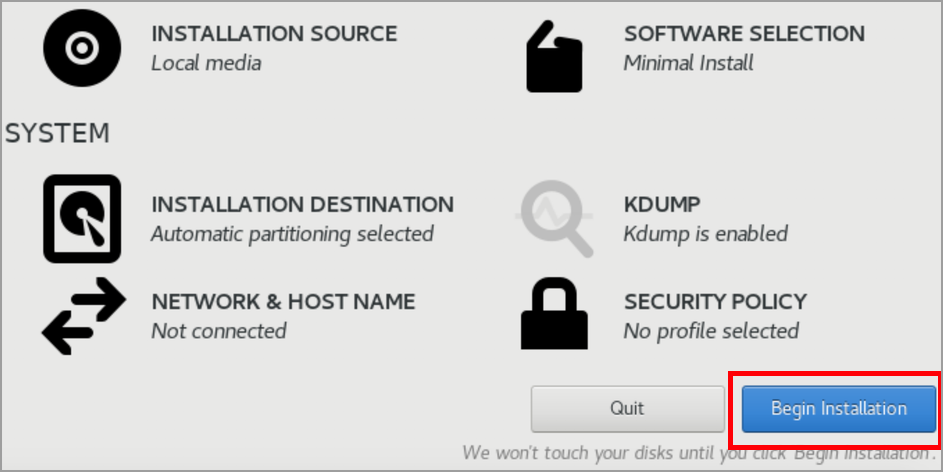 INSTALLATION SOURCE
Local media
SOFTWARE SELECTION
Minimal Install
SYSTEM
INSTALLATION DESTINATION
Automatic partitioning selected
KDUMP
Kdump is enabled
NETWORK & HOST NAME
Not connected
SECURITY POLICY
No profile selected
Quit
Begin Installation
We won't touch your disks until you click 'Begin Installation'.